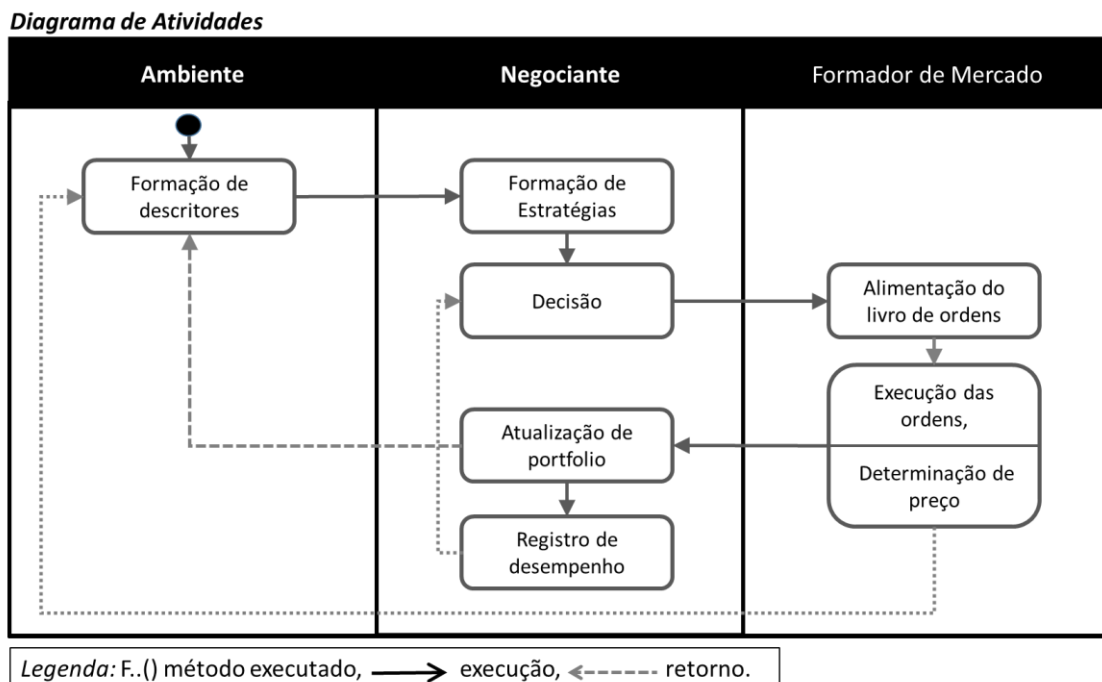 Diagrama de Atividades
Ambiente
Negociante
Formador de Mercado
Formação de
descritores
Formação de
Estratégias
Decisão
Alimentação do
livro de ordens
Execução das
ordens,
Determinação de
preço
Atualização de
portfolio
Registro de
desempenho
Legenda: F..() método executado, execução, retorno.